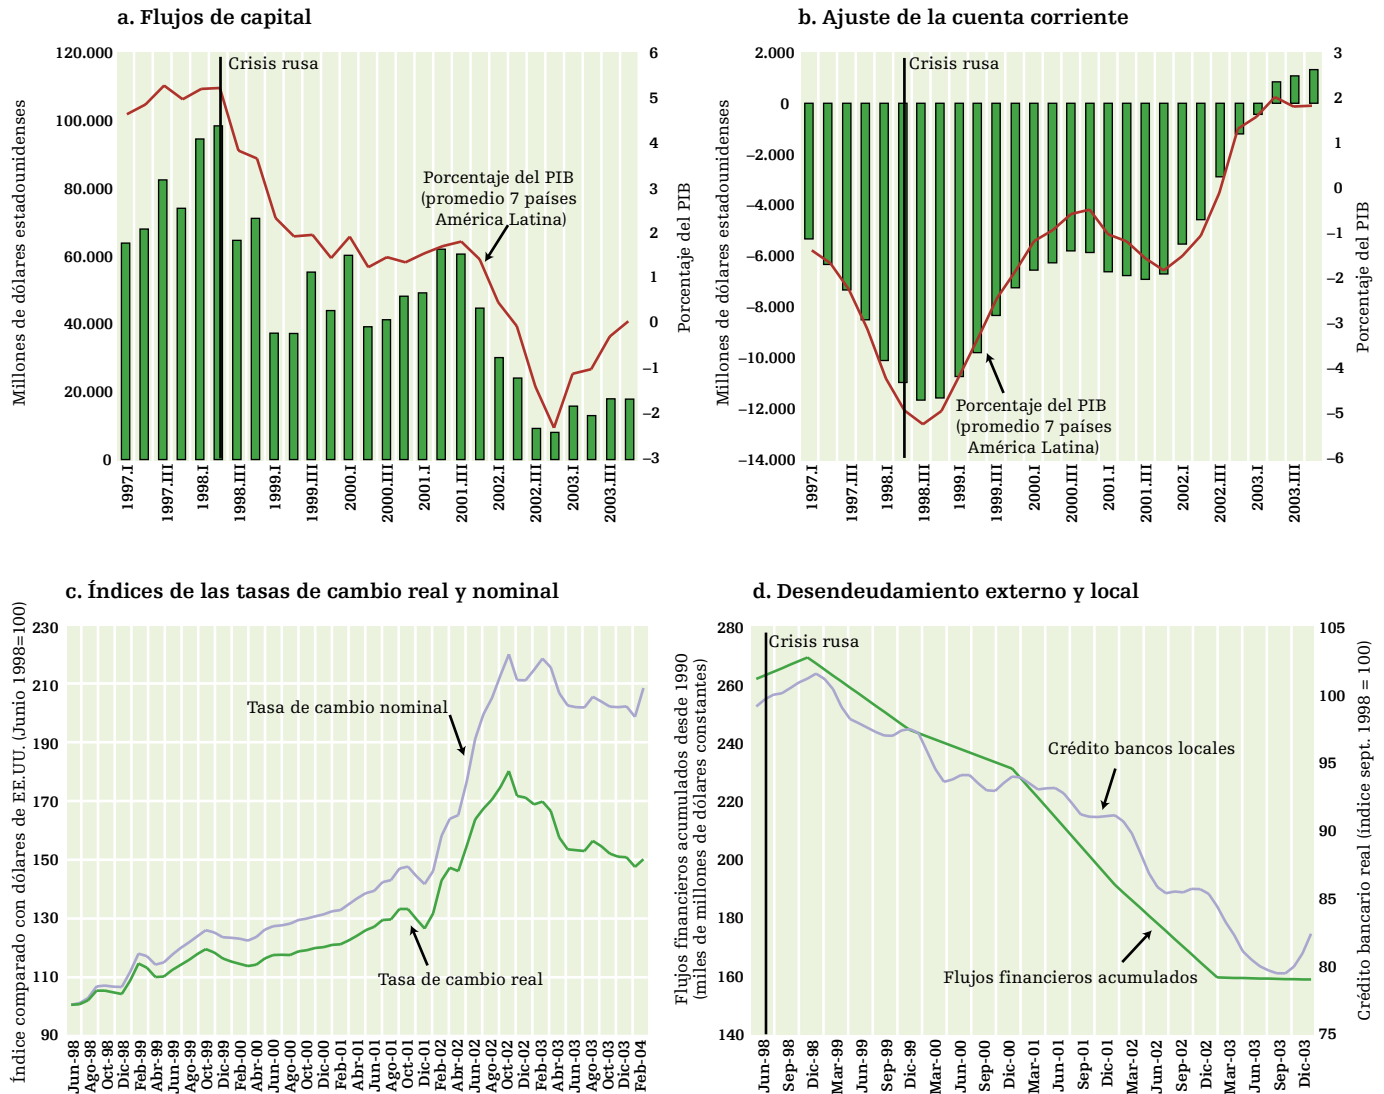 a. Flujos de capital
Millones de dólares estadounidenses
120.000
100.000
80.000
60.000
40.000
20.000
0
Crisis rusa
Porcentaje del PIB
(promedio 7 países
América Latina)
6
5
4
3
2
1
0
−1
−2
−3
Porcentaje del PIB
1997.I
1997.III
1998.I
1998.III
1999.I
1999.III
2000.I
2000.III
2001.I
2001.III
2002.I
2002.III
2003.I
2003.III
b. Ajuste de la cuenta corriente
Millones de dólares estadounidenses
2.000
0
−2.000
−4.000
−6.000
−8.000
−10.000
−12.000
−14.000
Crisis rusa
Porcentaje del PIB
(promedio 7 países
América Latina)
3
2
1
0
−1
−2
−3
−4
−5
−6
Porcentaje del PIB
1997.I
1997.III
1998.I
1998.III
1999.I
1999.III
2000.I
2000.III
2001.I
2001.III
2002.I
2002.III
2003.I
2003.III
c. Índices de las tasas de cambio real y nominal
Índice comparado con dólares de EE.UU. (Junio 1998=100)
230
210
190
170
150
130
110
90
Tasa de cambio nominal
Tasa de cambio real
Jun-98
Ago-98
Oct-98
Dic-98
Feb-99
Abr-99
Jun-99
Ago-99
Oct-99
Dic-99
Feb-00
Abr-00
Jun-00
Ago-00
Oct-00
Dic-00
Feb-01
Abr-01
Jun-01
Ago-01
Oct-01
Dic-01
Feb-02
Abr-02
Jun-02
Ago-02
Oct-02
Dic-02
Feb-03
Abr-03
Jun-03
Ago-03
Oct-03
Dic-03
Feb-04
d. Desendeudamiento externo y local
Flujos financieros acumulados desde 1990
(miles de millones de dólares constantes)
280
260
240
220
200
180
160
140
Crisis rusa
Crédito bancos locales
Flujos financieros acumulados
105
100
95
90
85
80
75
Crédito bancario real (índice sept. 1998 = 100)
Jun-98
Sep-98
Dic-98
Mar-99
Jun-99
Sep-99
Dic-99
Mar-00
Jun-00
Sep-00
Dic-00
Mar-01
Jun-01
Sep-01
Dic-01
Mar-02
Jun-02
Sep-02
Dic-02
Mar-03
Jun-03
Sep-03
Dic-03